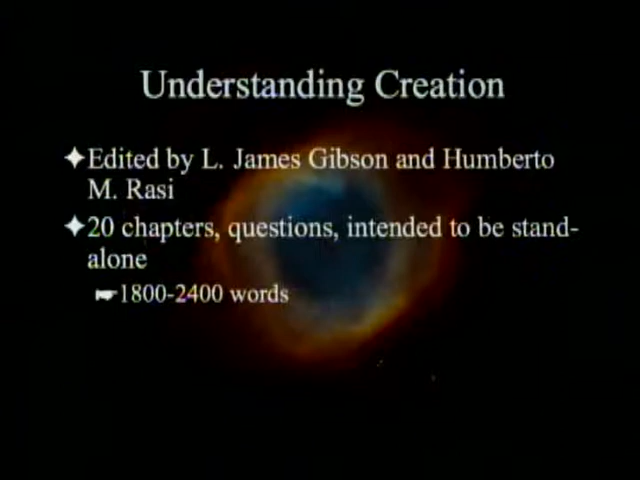 Understanding Creation
Edited by L. James Gibson and Humberto
M. Rasi
20 chapters, questions, intended to be stand-
alone
1800-2400 words